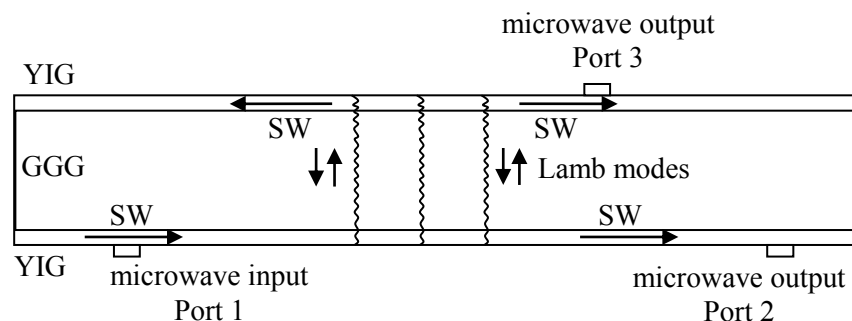 microwave output
Port 3
YIG
SW
SW
GGG
Lamb modes
SW
SW
YIG
microwave input
Port 1
microwave output
Port 2